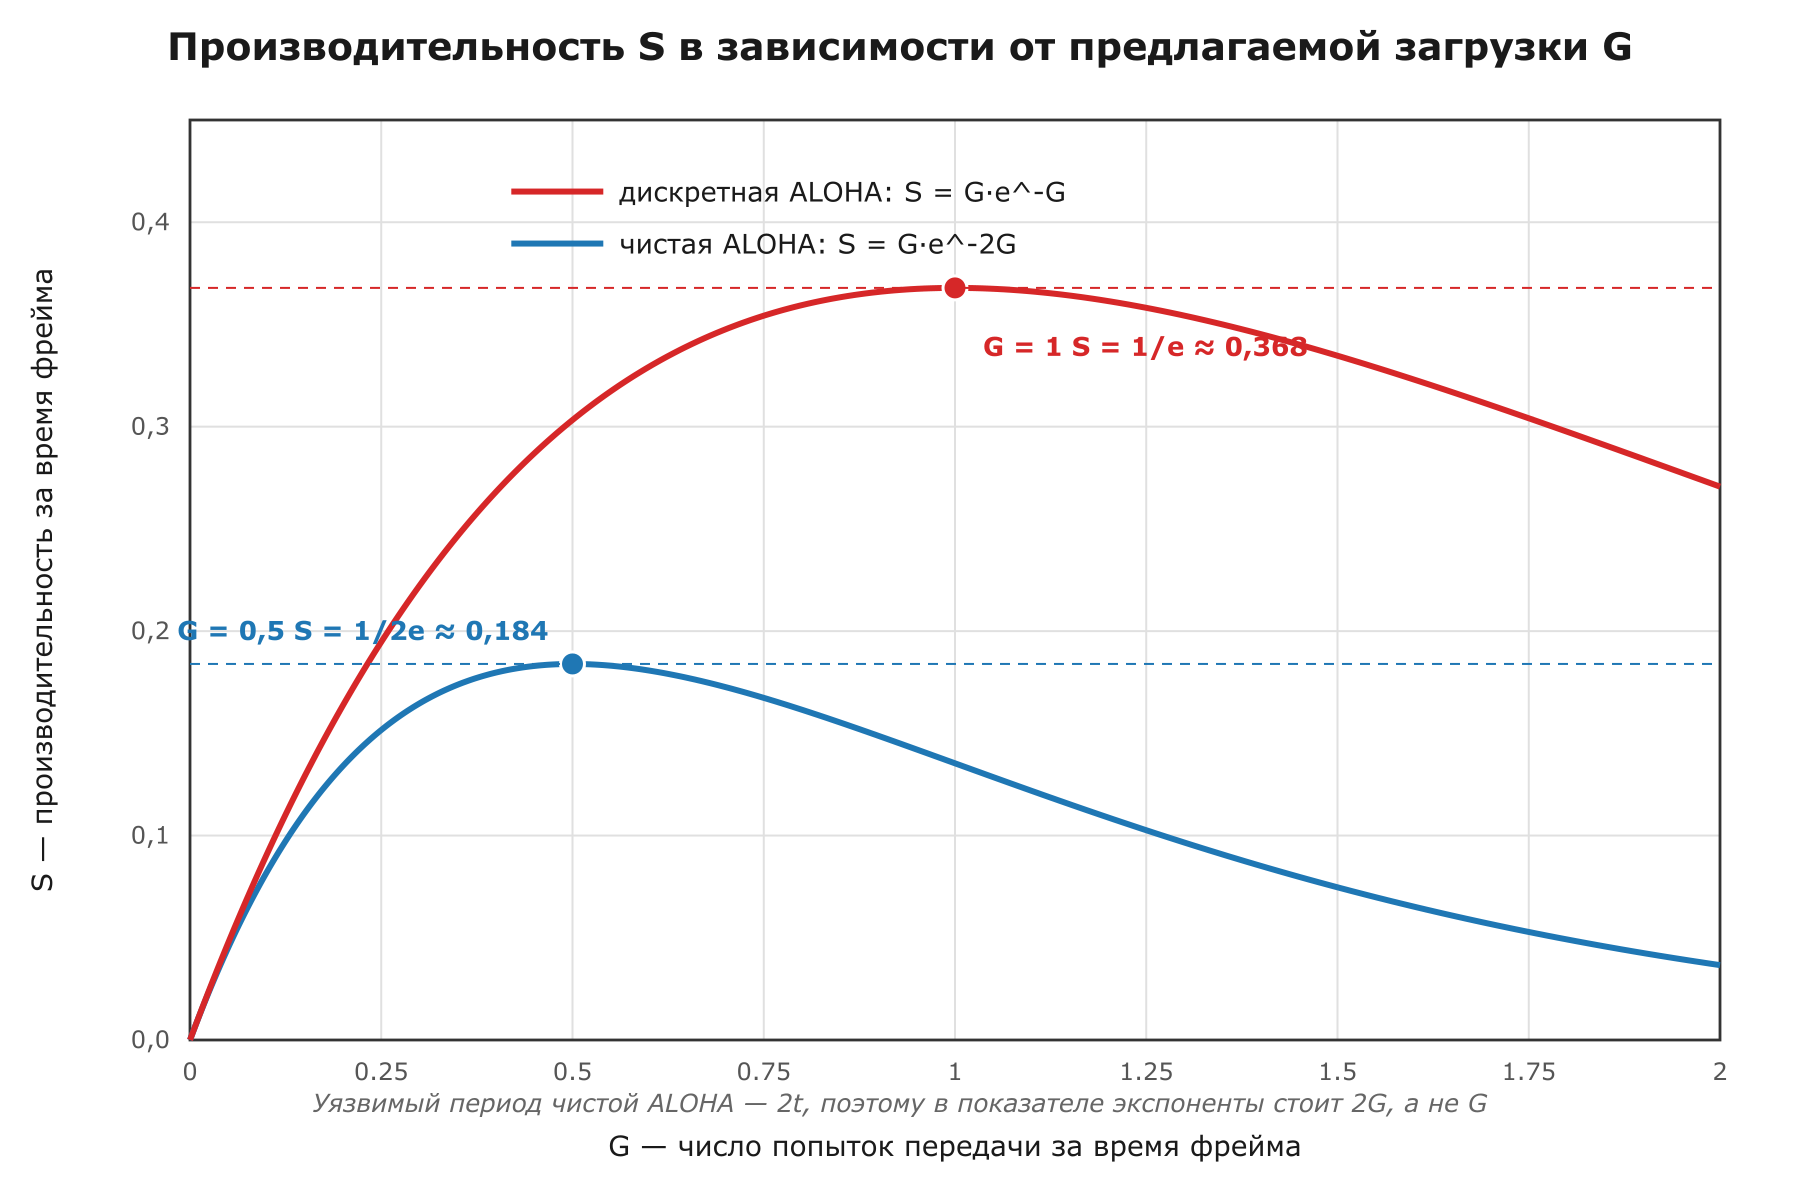 Производительность S в зависимости от предлагаемой загрузки G
дискретная ALOHA: S = G·e^-G
чистая ALOHA: S = G·e^-2G
G = 1 S = 1/e ≈ 0,368
G = 0,5 S = 1/2e ≈ 0,184
0,4
0,3
0,2
0,1
0,0
S — производительность за время фрейма
0 0.25 0.5 0.75 1 1.25 1.5 1.75 2
Уязвимый период чистой ALOHA — 2t, поэтому в показателе экспоненты стоит 2G, а не G
G — число попыток передачи за время фрейма